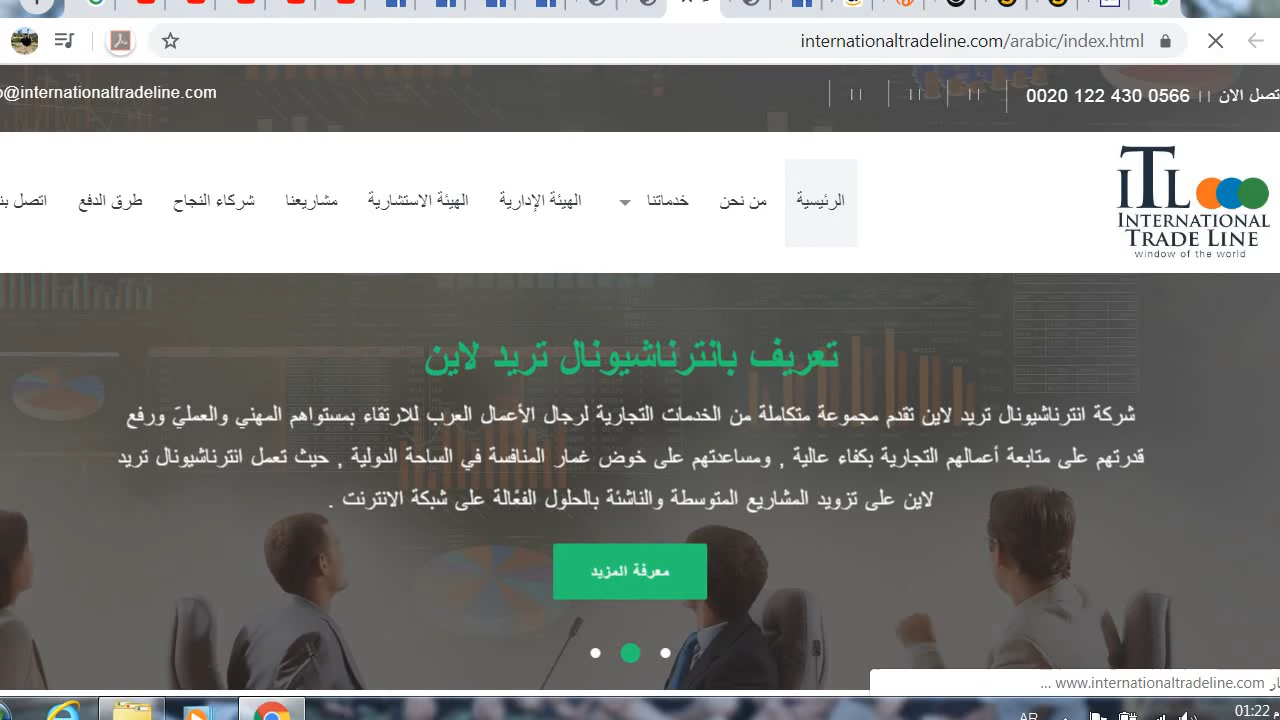 internationaltradeline.com/arabic/index.html
0020 122 430 0566
@internationaltradeline.com
ITL
INTERNATIONAL
TRADE LINE
window of the world
الرئيسية
من نحن
خدماتنا
الهيئة الإدارية
الهيئة الاستشارية
مشاريعنا
شركاء النجاح
طرق الدفع
اتصل
تعريف بانترناشيونال تريد لاين
شركة انترناشيونال تريد لاين تقدم مجموعة متكاملة من الخدمات التجارية لرجال الأعمال العرب للارتقاء بمستواهم المهني والعمليّ ورفع
قدرتهم على متابعة أعمالهم التجارية بكفاء عالية , ومساعدتهم على خوض غمار المنافسة في الساحة الدولية , حيث تعمل انترناشيونال تريد
لاين على تزويد المشاريع المتوسطة والناشئة بالحلول الفعّالة على شبكة الانترنت .
معرفة المزيد
www.internationaltradeline.com ...
01:22